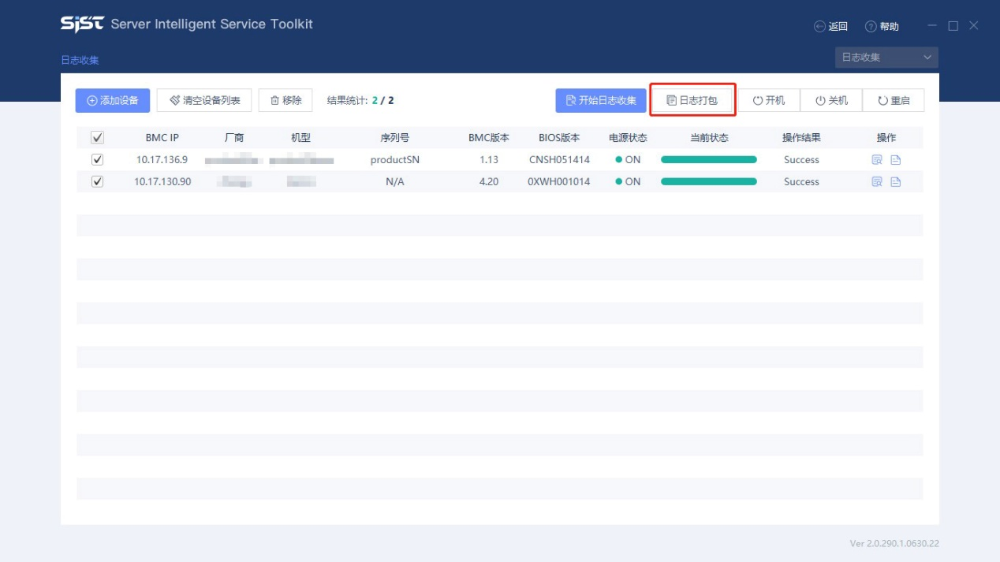 SIST Server Intelligent Service Toolkit
返回 帮助
日志收集
日志收集
添加设备 清空设备列表 移除 结果统计: 2 / 2 开始日志收集 日志打包 开机 关机 重启
BMC IP 厂商 机型 序列号 BMC版本 BIOS版本 电源状态 当前状态 操作结果 操作
10.17.136.9 productSN 1.13 CNSH051414 ON Success
10.17.130.90 N/A 4.20 0XWH001014 ON Success
Ver 2.0.290.1.0630.22